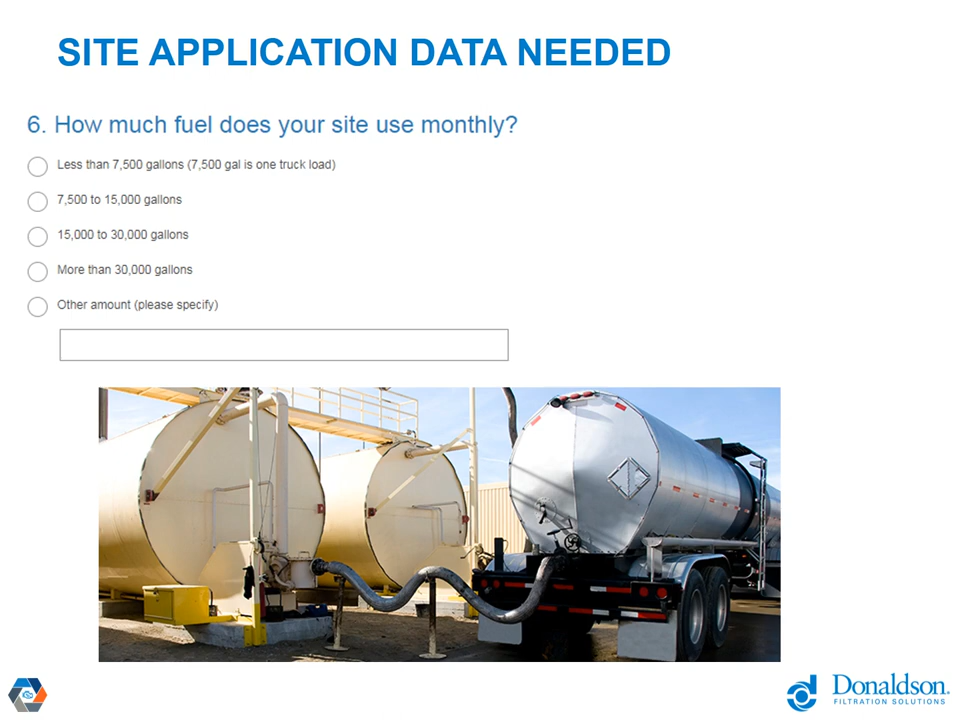 SITE APPLICATION DATA NEEDED
6. How much fuel does your site use monthly?
Less than 7,500 gallons (7,500 gal is one truck load)
7,500 to 15,000 gallons
15,000 to 30,000 gallons
More than 30,000 gallons
Other amount (please specify)
Donaldson.
FILTRATION SOLUTIONS